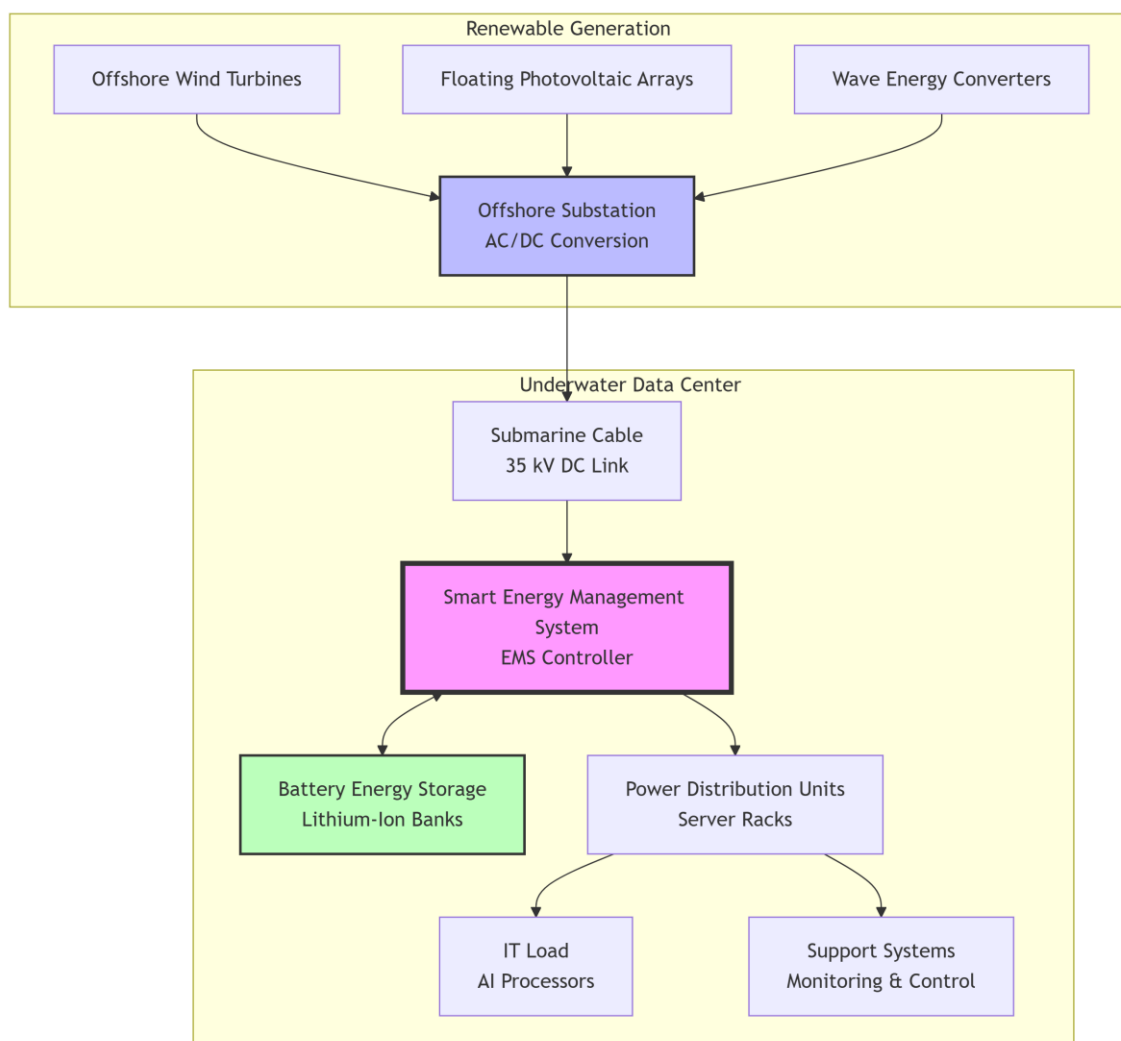 Renewable Generation
Offshore Wind Turbines
Floating Photovoltaic Arrays
Wave Energy Converters
Offshore Substation
AC/DC Conversion
Underwater Data Center
Submarine Cable
35 kV DC Link
Smart Energy Management
System
EMS Controller
Battery Energy Storage
Lithium-Ion Banks
Power Distribution Units
Server Racks
IT Load
AI Processors
Support Systems
Monitoring & Control